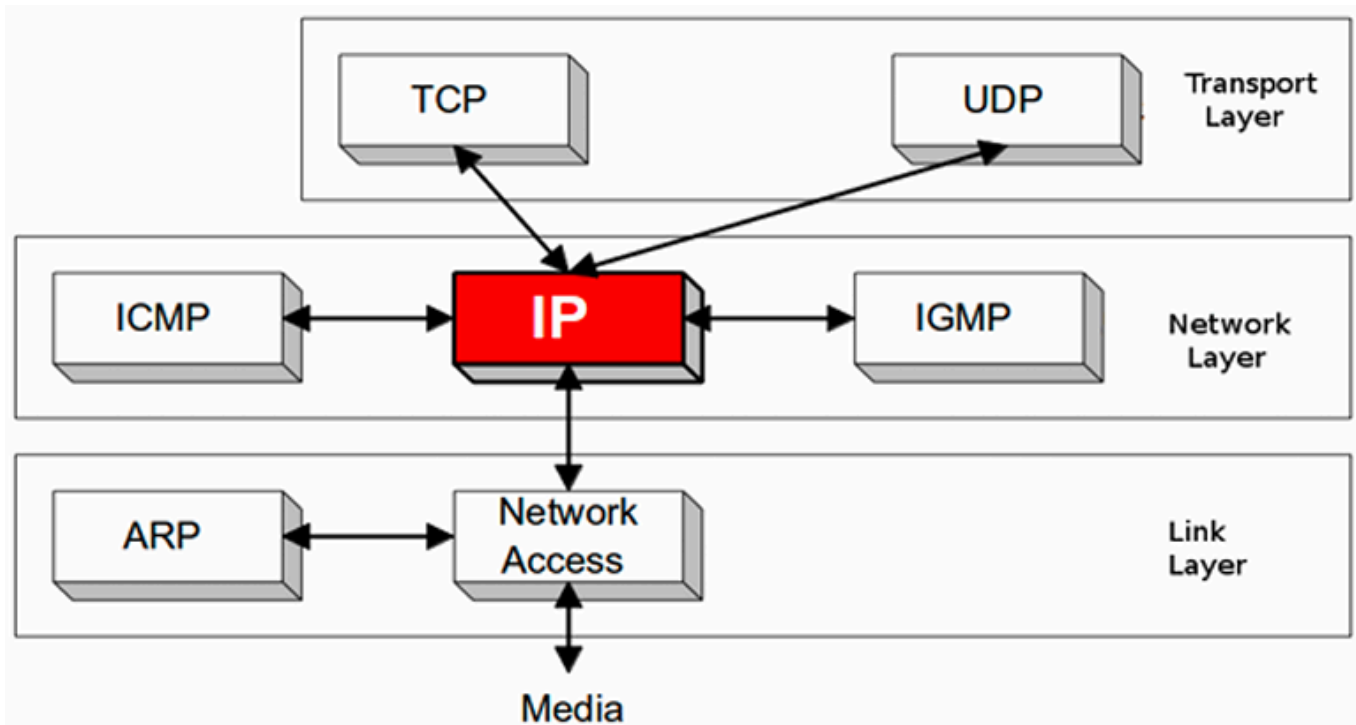 TCP
UDP
Transport
Layer
ICMP
IP
IGMP
Network
Layer
ARP
Network
Access
Link
Layer
Media